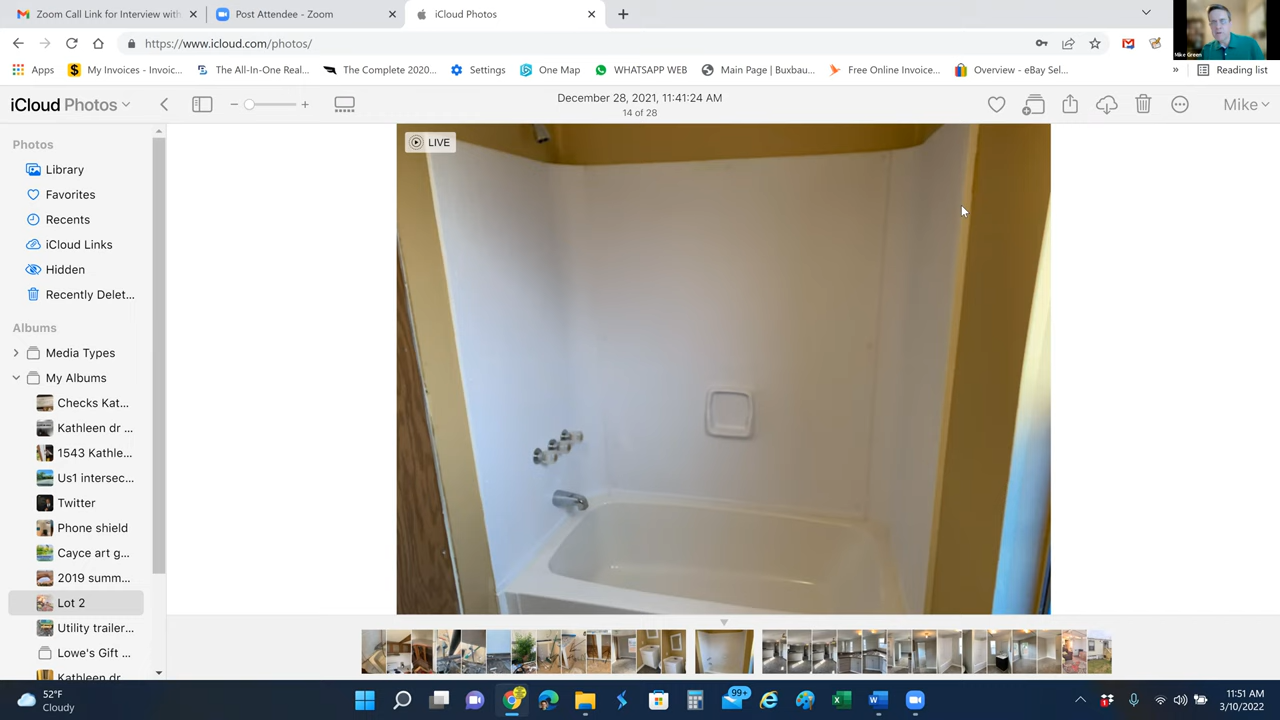 Zoom Call Link for Interview with
Post Attendee - Zoom
iCloud Photos
https://www.icloud.com/photos/
Apps
My Invoices - Invoic...
The All-In-One Real...
The Complete 2020...
Settings
One Map
WHATSAPP WEB
Main Page | Buxbau...
Free Online Invoice...
Overview - eBay Sel...
»
Reading list
Mike Green
iCloud Photos
December 28, 2021, 11:41:24 AM
14 of 28
Mike
LIVE
Photos
Library
Favorites
Recents
iCloud Links
Hidden
Recently Delet...
Albums
Media Types
My Albums
Checks Kat...
Kathleen dr ...
1543 Kathle...
Us1 intersec...
Twitter
Phone shield
Cayce art g...
2019 summ...
Lot 2
Utility trailer...
Lowe's Gift ...
Kathleen dr
52°F
Cloudy
99+
11:51 AM
3/10/2022